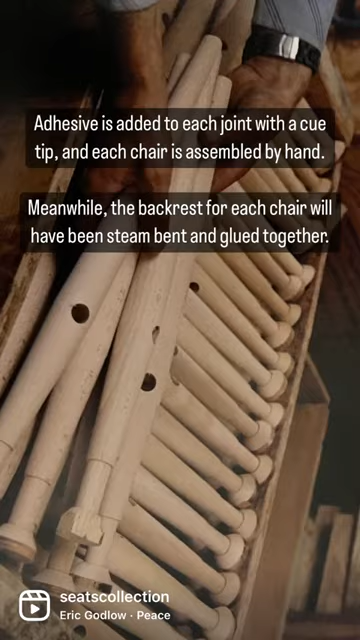 Adhesive is added to each joint with a cue
tip, and each chair is assembled by hand.
Meanwhile, the backrest for each chair will
have been steam bent and glued together.
seatscollection
Eric Godlow · Peace